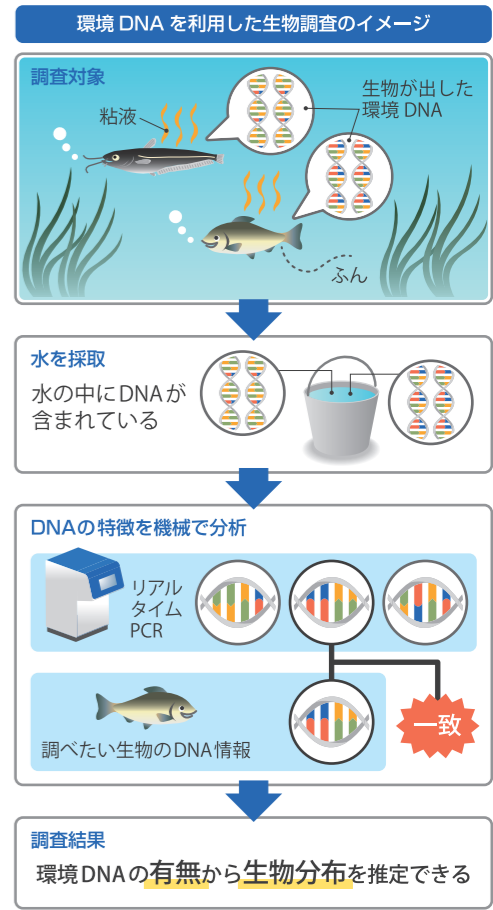 環境DNAを利用した生物調査のイメージ
調査対象
粘液
生物が出した
環境DNA
ふん
水を採取
水の中にDNAが
含まれている
DNAの特徴を機械で分析
リアル
タイム
PCR
調べたい生物のDNA情報
一致
調査結果
環境DNAの有無から生物分布を推定できる